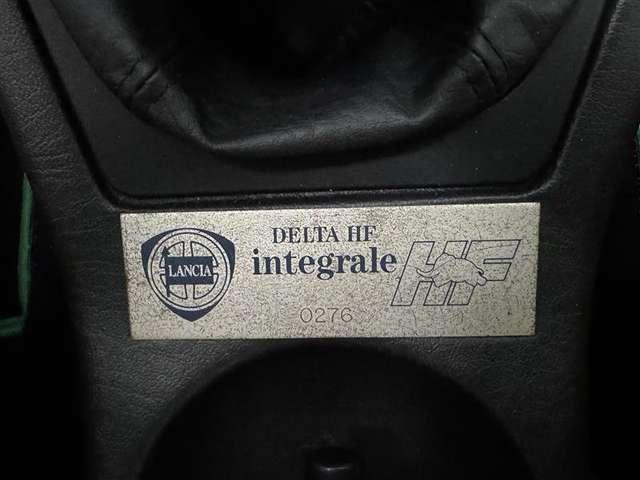 LANCIA
DELTA HF
integrale
0276
HF